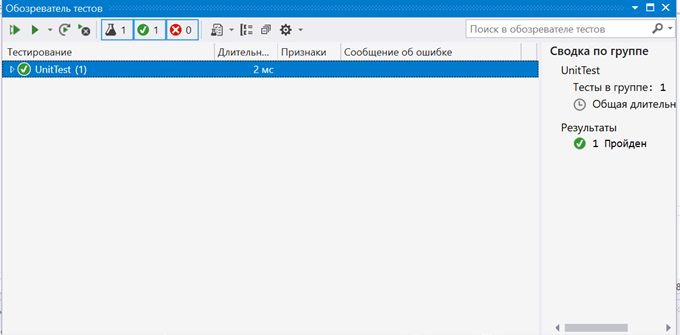 Обозреватель тестов
1 1 0
Поиск в обозревателе тестов
Тестирование Длительн... Признаки Сообщение об ошибке
UnitTest (1) 2 мс
Сводка по группе
UnitTest
Тесты в группе: 1
Общая длительн
Результаты
1 Пройден
8